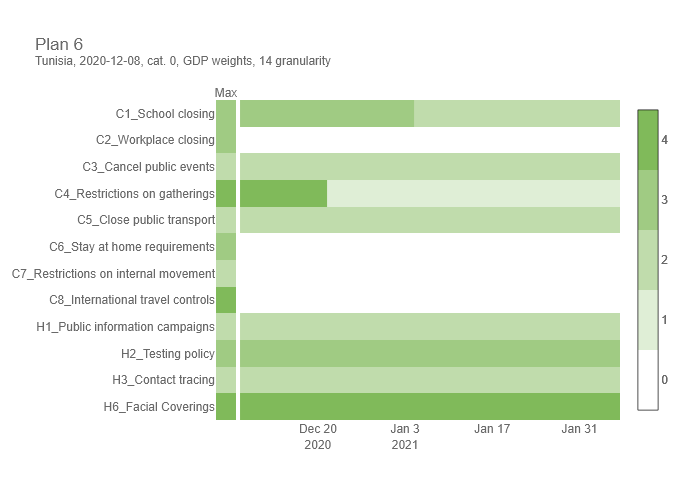 Plan 6
Tunisia, 2020-12-08, cat. 0, GDP weights, 14 granularity
Max
C1_School closing
C2_Workplace closing
C3_Cancel public events
C4_Restrictions on gatherings
C5_Close public transport
C6_Stay at home requirements
C7_Restrictions on internal movement
C8_International travel controls
H1_Public information campaigns
H2_Testing policy
H3_Contact tracing
H6_Facial Coverings
Dec 20 Jan 3 Jan 17 Jan 31
2020 2021
4
3
2
1
0